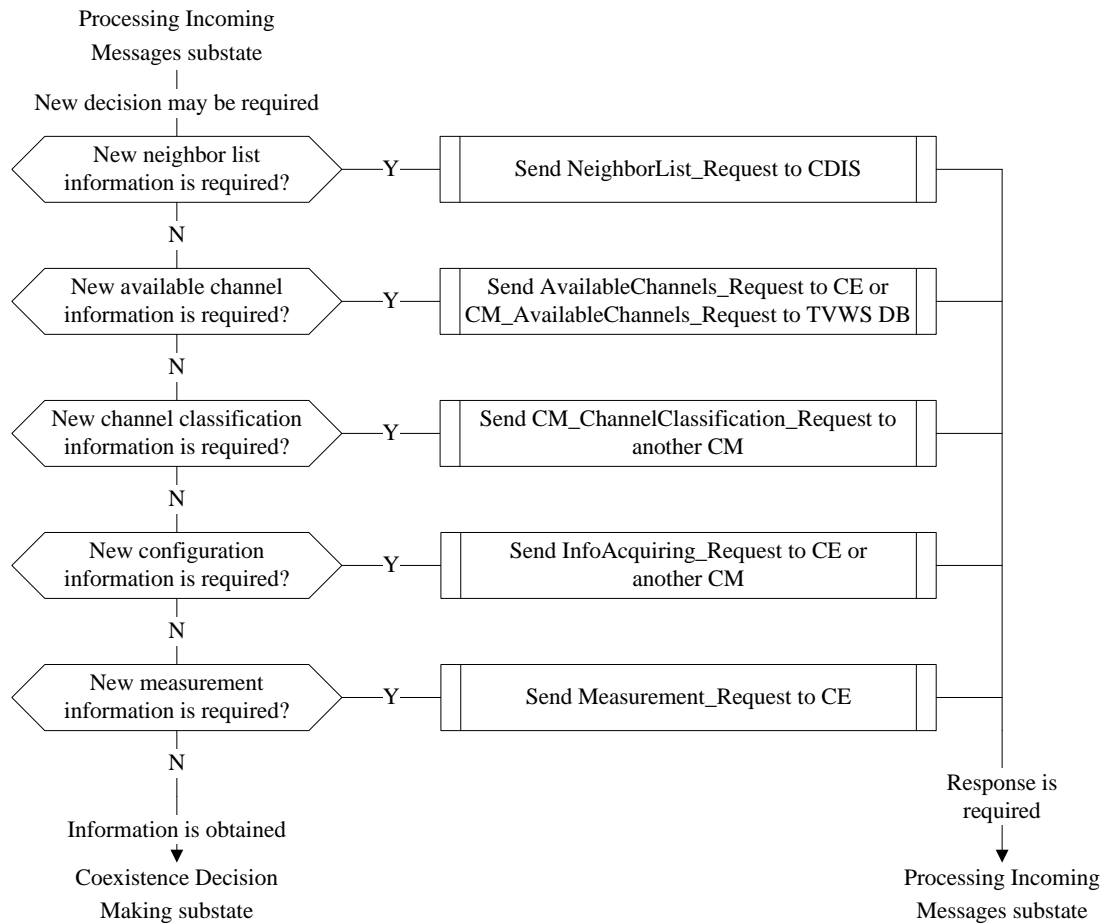 Processing Incoming
Messages substate
New decision may be required
New neighbor list
information is required?
Y
Send NeighborList_Request to CDIS
N
New available channel
information is required?
Y
Send AvailableChannels_Request to CE or
CM_AvailableChannels_Request to TVWS DB
N
New channel classification
information is required?
Y
Send CM_ChannelClassification_Request to
another CM
N
New configuration
information is required?
Y
Send InfoAcquiring_Request to CE or
another CM
N
New measurement
information is required?
Y
Send Measurement_Request to CE
N
Response is
required
Information is obtained
Coexistence Decision
Making substate
Processing Incoming
Messages substate